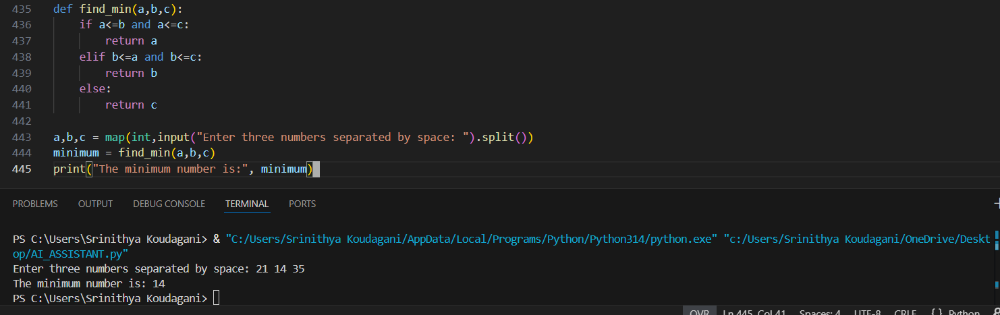 435 def find_min(a,b,c):
436     if a<=b and a<=c:
437         return a
438     elif b<=a and b<=c:
439         return b
440     else:
441         return c
442
443 a,b,c = map(int,input("Enter three numbers separated by space: ").split())
444 minimum = find_min(a,b,c)
445 print("The minimum number is:", minimum)
PROBLEMS OUTPUT DEBUG CONSOLE TERMINAL PORTS
PS C:\Users\Srinithya Koudagani> & "C:/Users/Srinithya Koudagani/AppData/Local/Programs/Python/Python314/python.exe" "c:/Users/Srinithya Koudagani/OneDrive/Deskt
op/AI_ASSISTANT.py"
Enter three numbers separated by space: 21 14 35
The minimum number is: 14
PS C:\Users\Srinithya Koudagani>
OVR Ln 445, Col 41 Spaces: 4 UTF-8 CRLF {} Python